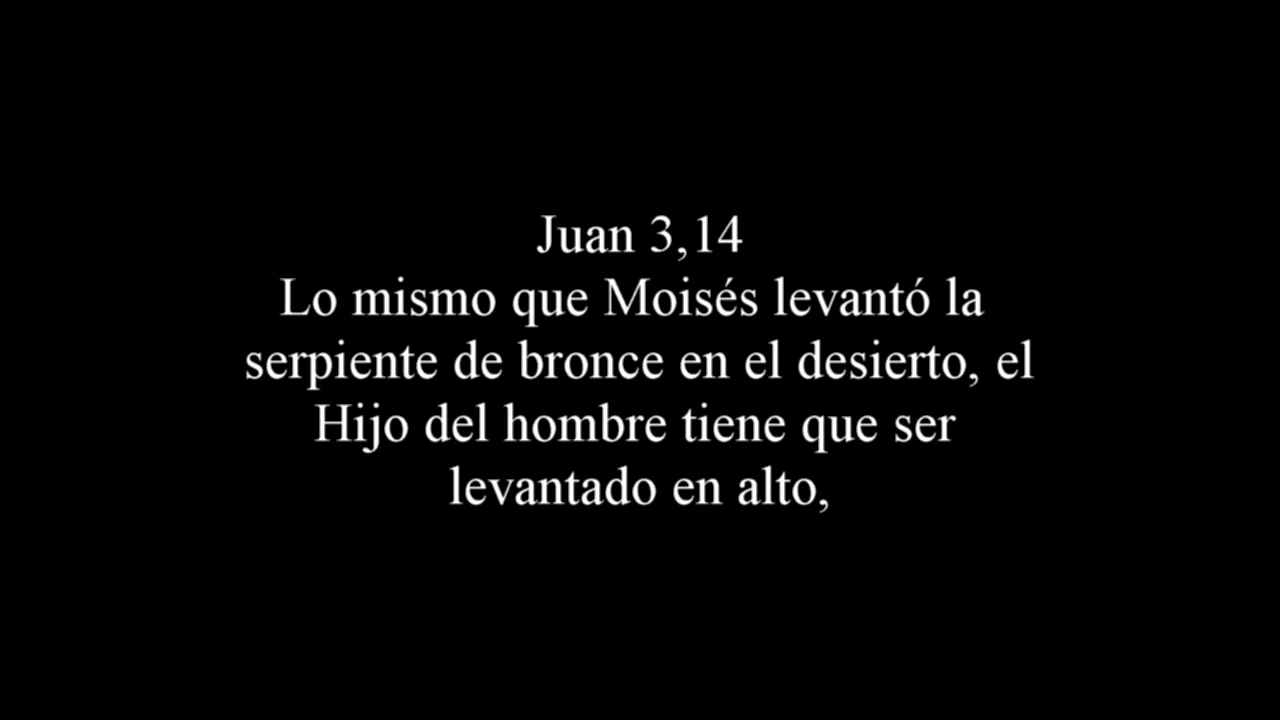 Juan 3,14
Lo mismo que Moisés levantó la
serpiente de bronce en el desierto, el
Hijo del hombre tiene que ser
levantado en alto,